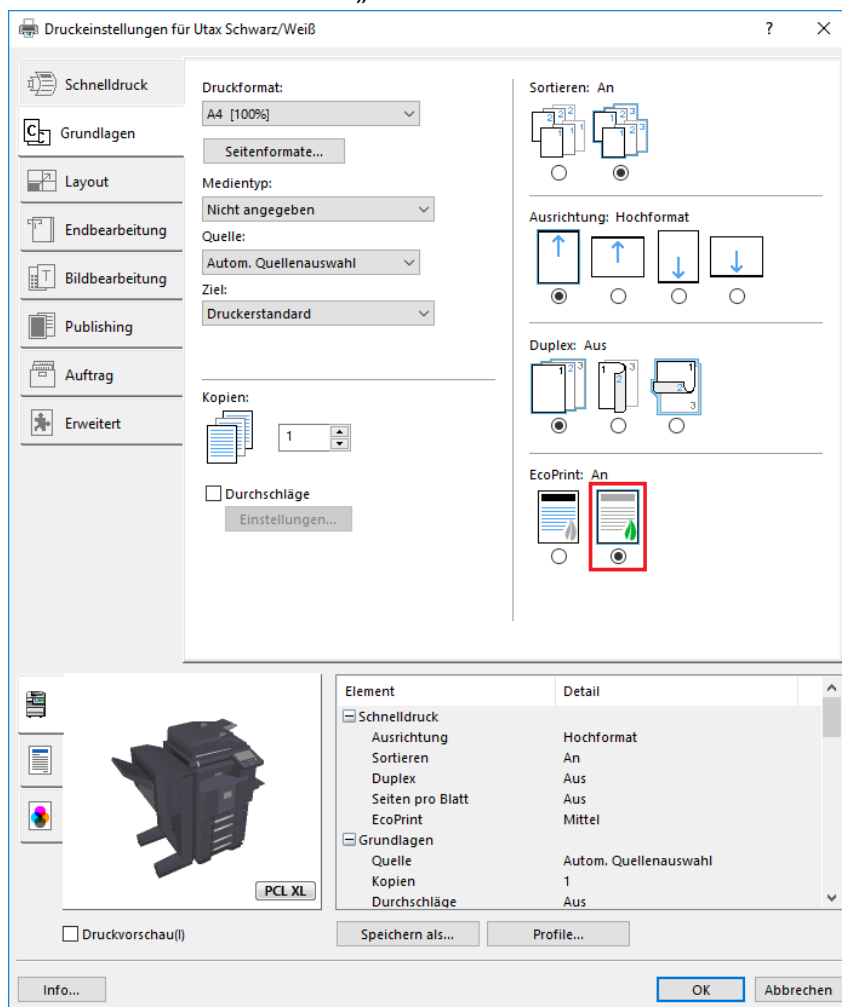 „
Druckeinstellungen für Utax Schwarz/Weiß
?
Schnelldruck
Grundlagen
Layout
Endbearbeitung
Bildbearbeitung
Publishing
Auftrag
Erweitert
Druckformat:
A4 [100%]
Seitenformate...
Medientyp:
Nicht angegeben
Quelle:
Autom. Quellenauswahl
Ziel:
Druckerstandard
Kopien:
1
Durchschläge
Einstellungen...
Sortieren: An
Ausrichtung: Hochformat
Duplex: Aus
EcoPrint: An
PCL XL
Druckvorschau(I)
Element Detail
Schnelldruck
Ausrichtung Hochformat
Sortieren An
Duplex Aus
Seiten pro Blatt Aus
EcoPrint Mittel
Grundlagen
Quelle Autom. Quellenauswahl
Kopien 1
Durchschläge Aus
Speichern als... Profile...
Info... OK Abbrechen